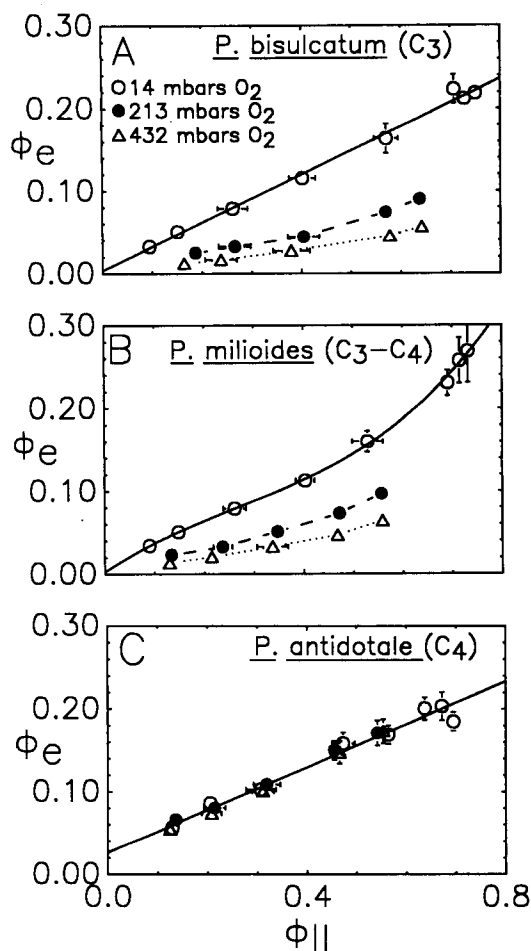 0.30
A
P. bisulcatum (C3)
○ 14 mbars O2
● 213 mbars O2
△ 432 mbars O2
0.20
ϕe
0.10
0.00
0.30
B
P. milioides (C3–C4)
0.20
ϕe
0.10
0.00
0.30
C
P. antidotale (C4)
0.20
ϕe
0.10
0.00
0.0 0.4 0.8
ϕII